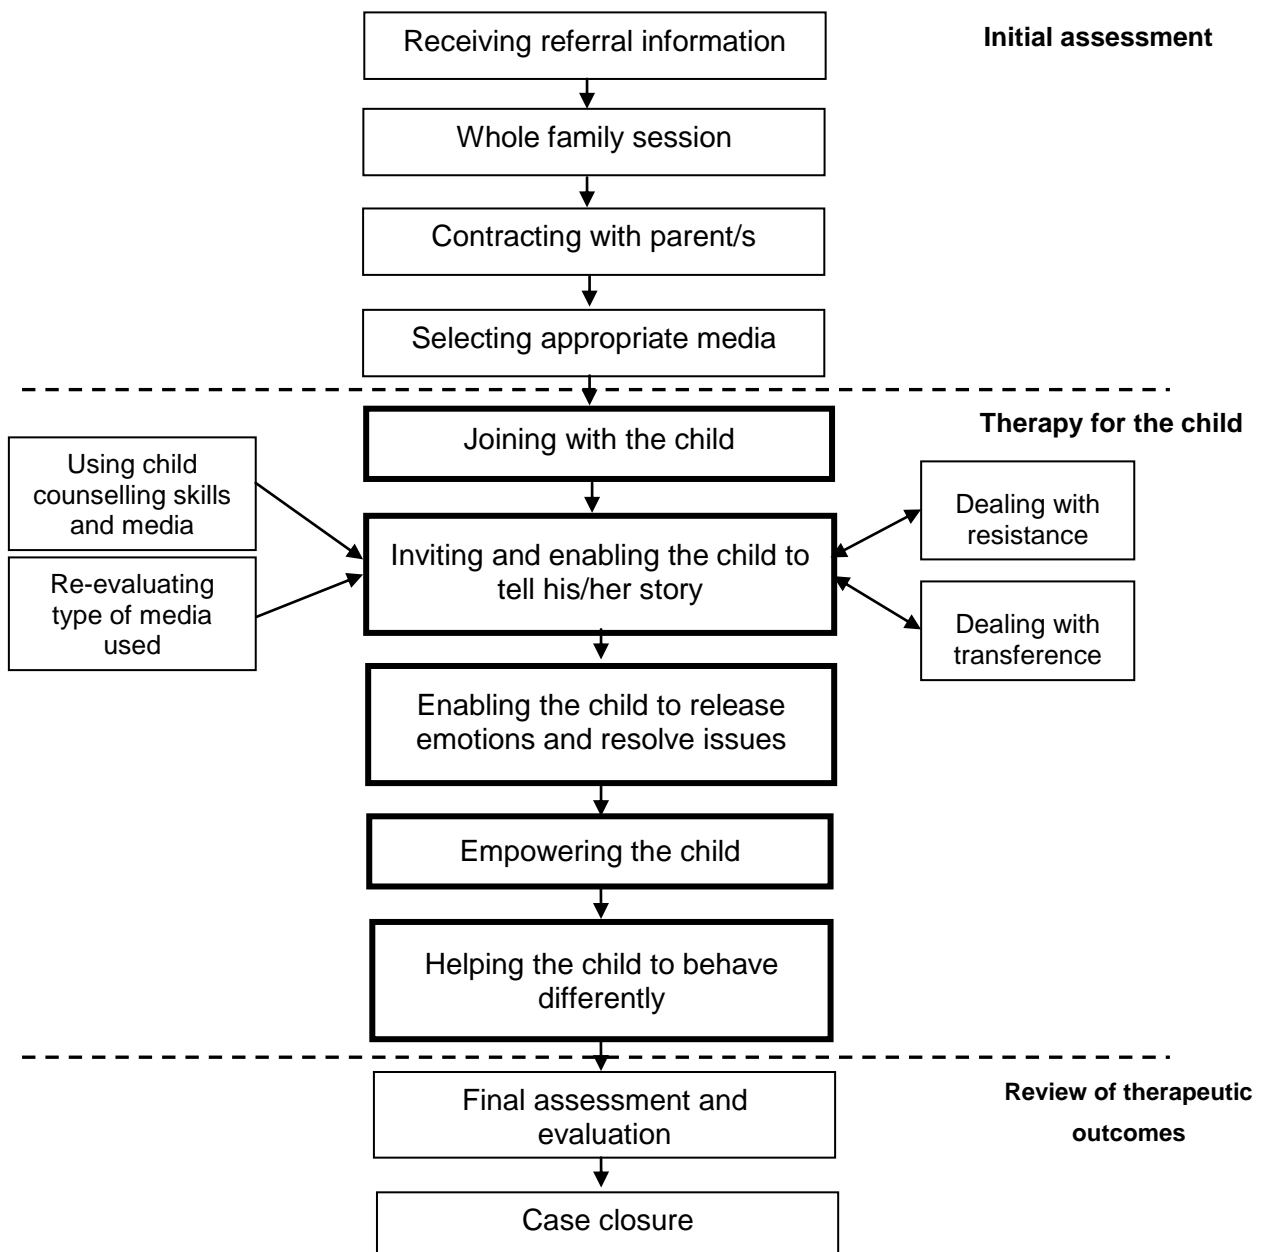 Receiving referral information
Initial assessment
Whole family session
Contracting with parent/s
Selecting appropriate media
Therapy for the child
Joining with the child
Using child
counselling skills
and media
Re-evaluating
type of media
used
Inviting and enabling the child to
tell his/her story
Dealing with
resistance
Dealing with
transference
Enabling the child to release
emotions and resolve issues
Empowering the child
Helping the child to behave
differently
Final assessment and
evaluation
Review of therapeutic
outcomes
Case closure